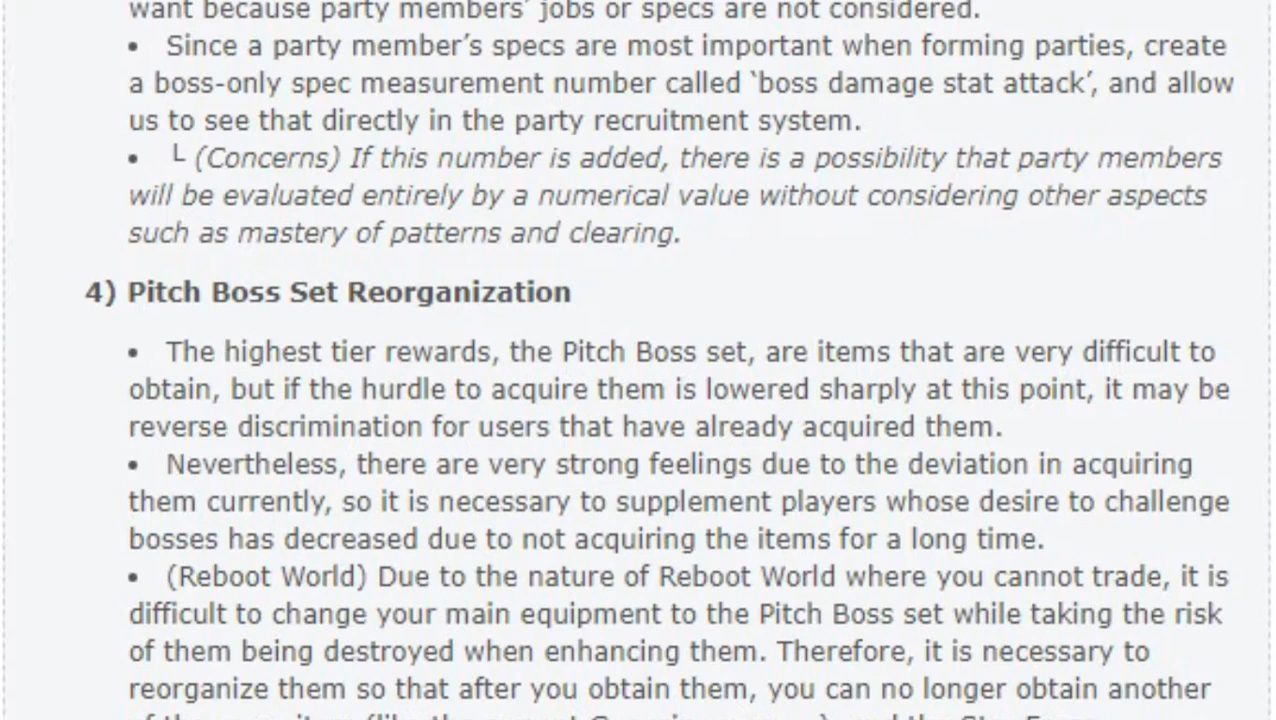 want because party members' jobs or specs are not considered.
• Since a party member's specs are most important when forming parties, create
a boss-only spec measurement number called ‵boss damage stat attack′, and allow
us to see that directly in the party recruitment system.
• └ (Concerns) If this number is added, there is a possibility that party members
will be evaluated entirely by a numerical value without considering other aspects
such as mastery of patterns and clearing.
4) Pitch Boss Set Reorganization
• The highest tier rewards, the Pitch Boss set, are items that are very difficult to
obtain, but if the hurdle to acquire them is lowered sharply at this point, it may be
reverse discrimination for users that have already acquired them.
• Nevertheless, there are very strong feelings due to the deviation in acquiring
them currently, so it is necessary to supplement players whose desire to challenge
bosses has decreased due to not acquiring the items for a long time.
• (Reboot World) Due to the nature of Reboot World where you cannot trade, it is
difficult to change your main equipment to the Pitch Boss set while taking the risk
of them being destroyed when enhancing them. Therefore, it is necessary to
reorganize them so that after you obtain them, you can no longer obtain another